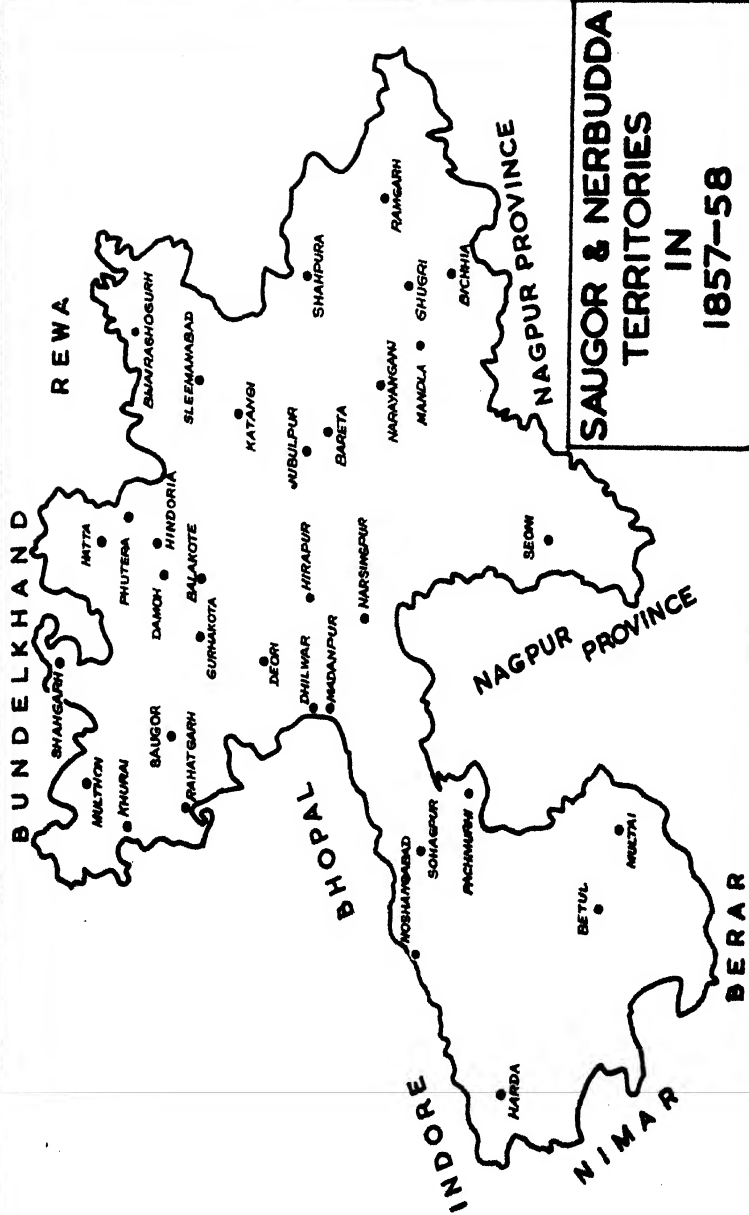 SAUGOR & NERBUDDA
TERRITORIES
IN
1857–58
BUNDELKHAND
REWA
SHAHGARH
MULTHON
KHURAI
SAUGOR
RAHATGARH
HATTA
PHUTERA
HINDORIA
DAMOH
BALAKOTE
GURHAKOTA
DEORI
DHILWAR
MADANPUR
HIRAPUR
NARSINGPUR
BIJAIRAGHOGURH
SLEEMANABAD
KATANGI
JUBULPUR
BARETA
SHAHPURA
RAMGARH
NARAYANGANJ
MANDLA
GHUGRI
BICHHIA
NAGPUR PROVINCE
SEONI
NAGPUR PROVINCE
BHOPAL
HOSHANGABAD
SOHAGPUR
PACHMURHI
INDORE
HARDA
BETUL
MULTAI
NIMAR
BERAR